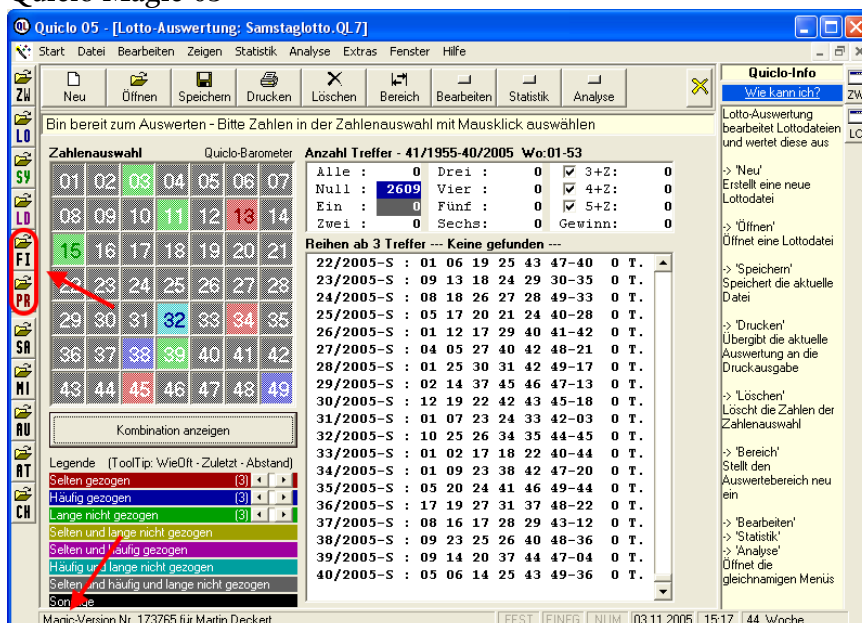 Quiclo 05 - [Lotto-Auswertung: Samstaglotto.QL7]
Start Datei Bearbeiten Zeigen Statistik Analyse Extras Fenster Hilfe
ZW
LO
SY
LD
FI
PR
SA
MI
AU
AT
CH
Neu Öffnen Speichern Drucken Löschen Bereich Bearbeiten Statistik Analyse
Bin bereit zum Auswerten - Bitte Zahlen in der Zahlenauswahl mit Mausklick auswählen
Zahlenauswahl Quiclo-Barometer
01 02 03 04 05 06 07
08 09 10 11 12 13 14
15 16 17 18 19 20 21
22 23 24 25 26 27 28
29 30 31 32 33 34 35
36 37 38 39 40 41 42
43 44 45 46 47 48 49
Kombination anzeigen
Legende (ToolTip: WieOft - Zuletzt - Abstand)
Selten gezogen (3)
Häufig gezogen (3)
Lange nicht gezogen (3)
Selten und lange nicht gezogen
Selten und häufig gezogen
Häufig und lange nicht gezogen
Selten und häufig und lange nicht gezogen
Sonstige
Anzahl Treffer - 41/1955-40/2005 Wo:01-53
Alle : 0 Drei : 0 3+Z: 0
Null : 2609 Vier : 0 4+Z: 0
Ein : 0 Fünf : 0 5+Z: 0
Zwei : 0 Sechs: 0 Gewinn: 0
Reihen ab 3 Treffer --- Keine gefunden ---
22/2005-S : 01 06 19 25 43 47-40 0 T.
23/2005-S : 09 13 18 24 29 30-35 0 T.
24/2005-S : 08 18 26 27 28 49-33 0 T.
25/2005-S : 05 17 20 21 24 40-28 0 T.
26/2005-S : 01 12 17 29 40 41-42 0 T.
27/2005-S : 04 05 27 40 42 48-21 0 T.
28/2005-S : 01 25 30 31 42 49-17 0 T.
29/2005-S : 02 14 37 45 46 47-13 0 T.
30/2005-S : 12 19 22 42 43 45-18 0 T.
31/2005-S : 01 07 23 24 33 42-03 0 T.
32/2005-S : 10 25 26 34 35 44-45 0 T.
33/2005-S : 01 02 17 18 22 40-44 0 T.
34/2005-S : 01 09 23 38 42 47-20 0 T.
35/2005-S : 05 20 24 41 46 49-44 0 T.
36/2005-S : 17 19 27 31 37 48-22 0 T.
37/2005-S : 08 16 17 28 29 43-12 0 T.
38/2005-S : 09 23 25 26 40 48-36 0 T.
39/2005-S : 09 14 20 37 44 47-04 0 T.
40/2005-S : 05 06 14 25 43 49-36 0 T.
Quiclo-Info
Wie kann ich?
Lotto-Auswertung
bearbeitet Lottodateien
und wertet diese aus
-> 'Neu'
Erstellt eine neue
Lottodatei
-> 'Öffnen'
Öffnet eine Lottodatei
-> 'Speichern'
Speichert die aktuelle
Datei
-> 'Drucken'
Übergibt die aktuelle
Auswertung an die
Druckausgabe
-> 'Löschen'
Löscht die Zahlen der
Zahlenauswahl
-> 'Bereich'
Stellt den
Auswertebereich neu
ein
-> 'Bearbeiten'
-> 'Statistik'
-> 'Analyse'
Öffnet die
gleichnamigen Menüs
ZW
LO
Magic-Version Nr. 173765 für Martin Deckert FEST EINFG NUM 03.11.2005 15:17 44. Woche